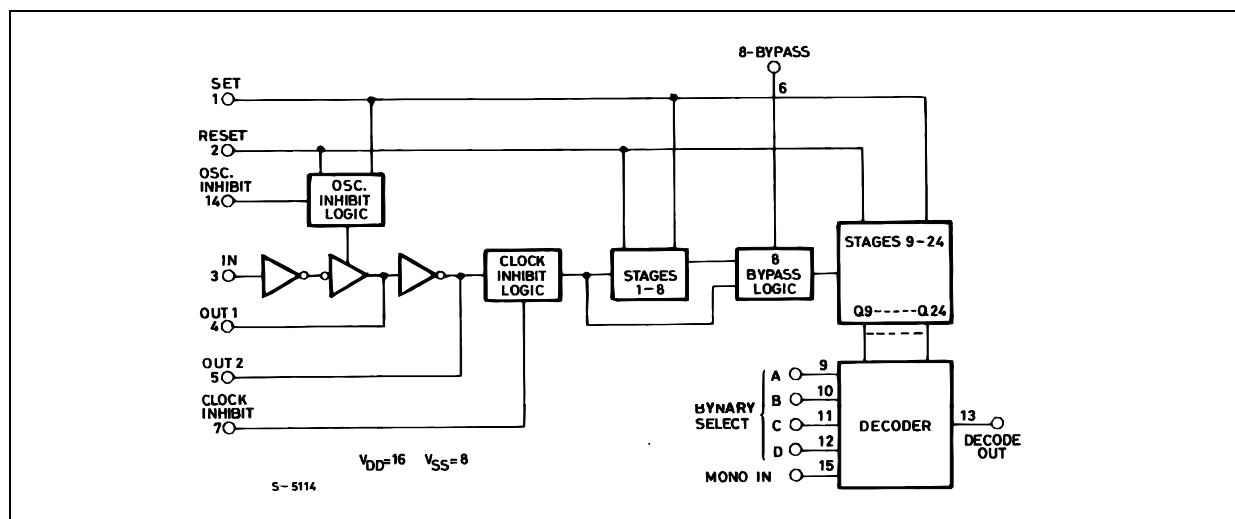 8-BYPASS
6
SET
1
RESET
2
OSC.
INHIBIT
14
OSC.
INHIBIT
LOGIC
IN
3
OUT 1
4
OUT 2
5
CLOCK
INHIBIT
7
CLOCK
INHIBIT
LOGIC
STAGES
1-8
8
BYPASS
LOGIC
STAGES 9-24
Q9-----Q24
BYNARY
SELECT
A
9
B
10
C
11
D
12
MONO IN
15
DECODER
13
DECODE
OUT
VDD=16 VSS=8
S-5114